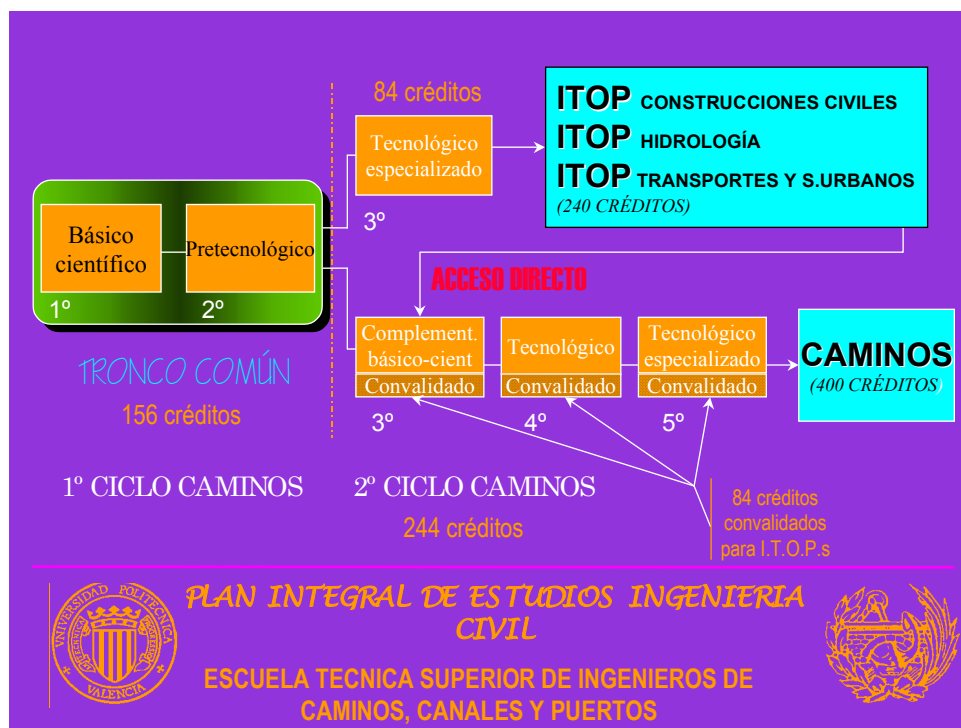 84 créditos
Tecnológico
especializado
3º
ITOP CONSTRUCCIONES CIVILES
ITOP HIDROLOGÍA
ITOP TRANSPORTES Y S.URBANOS
(240 CRÉDITOS)
Básico
científico
1º
Pretecnológico
2º
TRONCO COMÚN
156 créditos
ACCESO DIRECTO
Complement.
básico-cient
Convalidado
3º
Tecnológico
Convalidado
4º
Tecnológico
especializado
Convalidado
5º
CAMINOS
(400 CRÉDITOS)
1º CICLO CAMINOS
2º CICLO CAMINOS
244 créditos
84 créditos
convalidados
para I.T.O.P.s
PLAN INTEGRAL DE ESTUDIOS INGENIERIA
CIVIL
ESCUELA TECNICA SUPERIOR DE INGENIEROS DE
CAMINOS, CANALES Y PUERTOS
VNIVERSIDAD POLITECNICA
VALENCIA